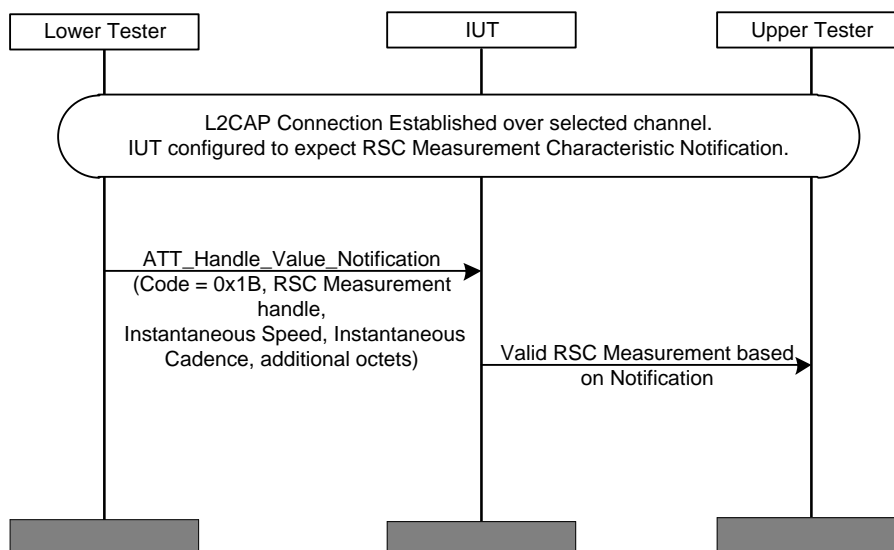 Lower Tester
IUT
Upper Tester
L2CAP Connection Established over selected channel.
IUT configured to expect RSC Measurement Characteristic Notification.
ATT_Handle_Value_Notification
(Code = 0x1B, RSC Measurement
handle,
Instantaneous Speed, Instantaneous
Cadence, additional octets)
Valid RSC Measurement based
on Notification